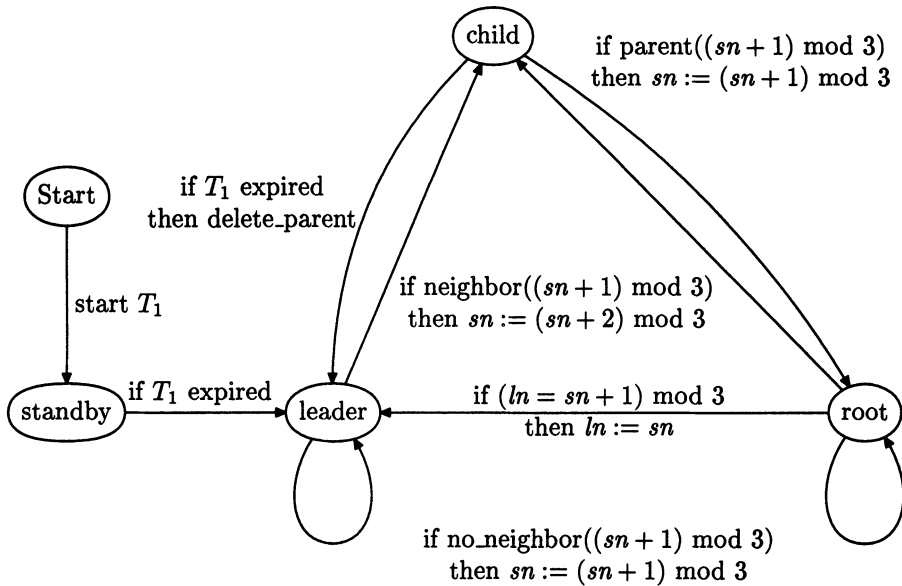 child
if parent((sn + 1) mod 3)
then sn := (sn + 1) mod 3
Start
if T₁ expired
then delete_parent
start T₁
if neighbor((sn + 1) mod 3)
then sn := (sn + 2) mod 3
standby
if T₁ expired
leader
if (ln = sn + 1) mod 3
then ln := sn
root
if no_neighbor((sn + 1) mod 3)
then sn := (sn + 1) mod 3